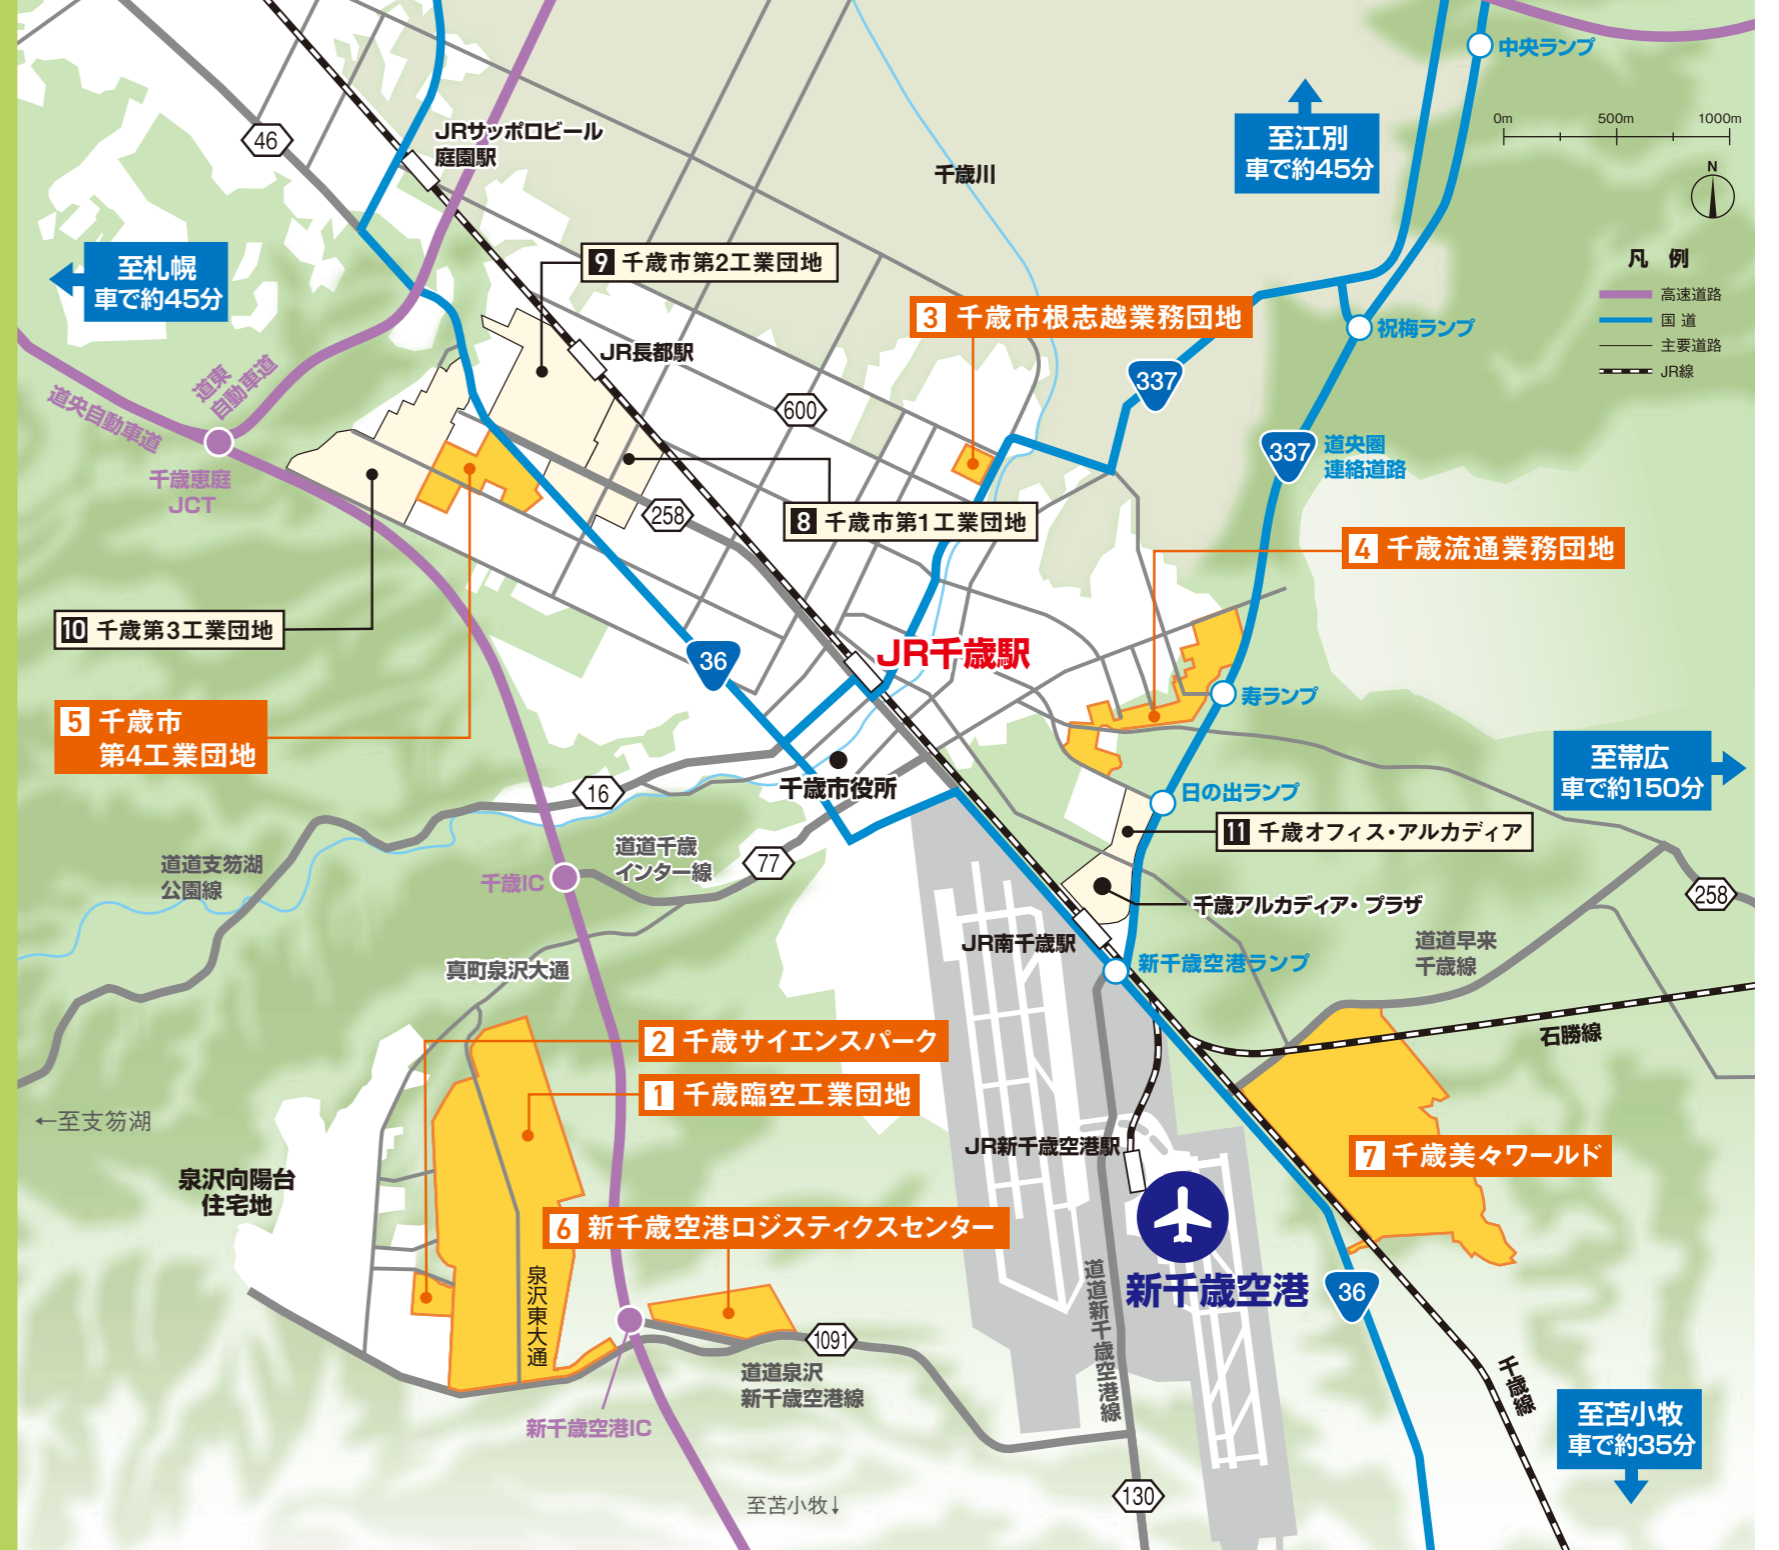 中央ランプ
至江別
車で約45分
0m 500m 1000m
N
凡 例
高速道路
国 道
主要道路
JR線
46
JRサッポロビール
庭園駅
千歳川
至札幌
車で約45分
9 千歳市第2工業団地
3 千歳市根志越業務団地
祝梅ランプ
JR長都駅
337
道東
自動車道
道央自動車道
600
337
道央圏
連絡道路
千歳恵庭
JCT
258
8 千歳市第1工業団地
4 千歳流通業務団地
10 千歳第3工業団地
36
JR千歳駅
寿ランプ
5 千歳市
第4工業団地
至帯広
車で約150分
16
千歳市役所
日の出ランプ
11 千歳オフィス・アルカディア
道道支笏湖
公園線
千歳IC
道道千歳
インター線
77
千歳アルカディア・プラザ
258
JR南千歳駅
新千歳空港ランプ
道道早来
千歳線
真町泉沢大通
2 千歳サイエンスパーク
石勝線
1 千歳臨空工業団地
←至支笏湖
JR新千歳空港駅
7 千歳美々ワールド
泉沢向陽台
住宅地
6 新千歳空港ロジスティクスセンター
泉沢東大通
新千歳空港
36
道道新千歳空港線
1091
道道泉沢
新千歳空港線
新千歳空港IC
千歳線
至苫小牧
車で約35分
至苫小牧↓
130